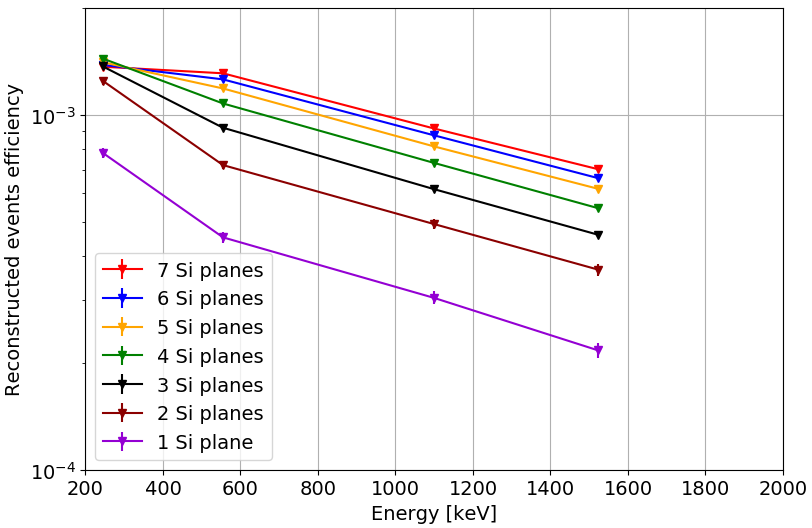 Reconstructed events efficiency
10⁻³
10⁻⁴
7 Si planes
6 Si planes
5 Si planes
4 Si planes
3 Si planes
2 Si planes
1 Si plane
200 400 600 800 1000 1200 1400 1600 1800 2000
Energy [keV]